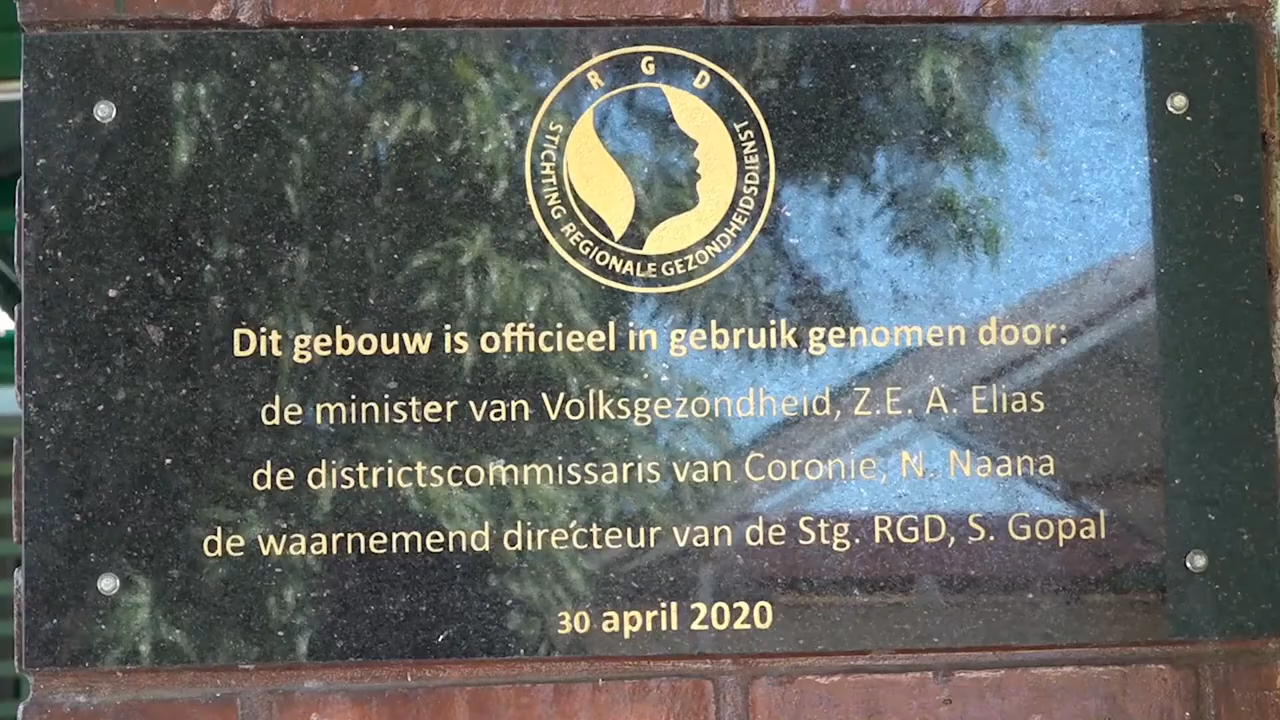 R G D
STICHTING REGIONALE GEZONDHEIDSDIENST
Dit gebouw is officieel in gebruik genomen door:
de minister van Volksgezondheid, Z.E. A. Elias
de districtscommissaris van Coronie, N. Naana
de waarnemend directeur van de Stg. RGD, S. Gopal
30 april 2020